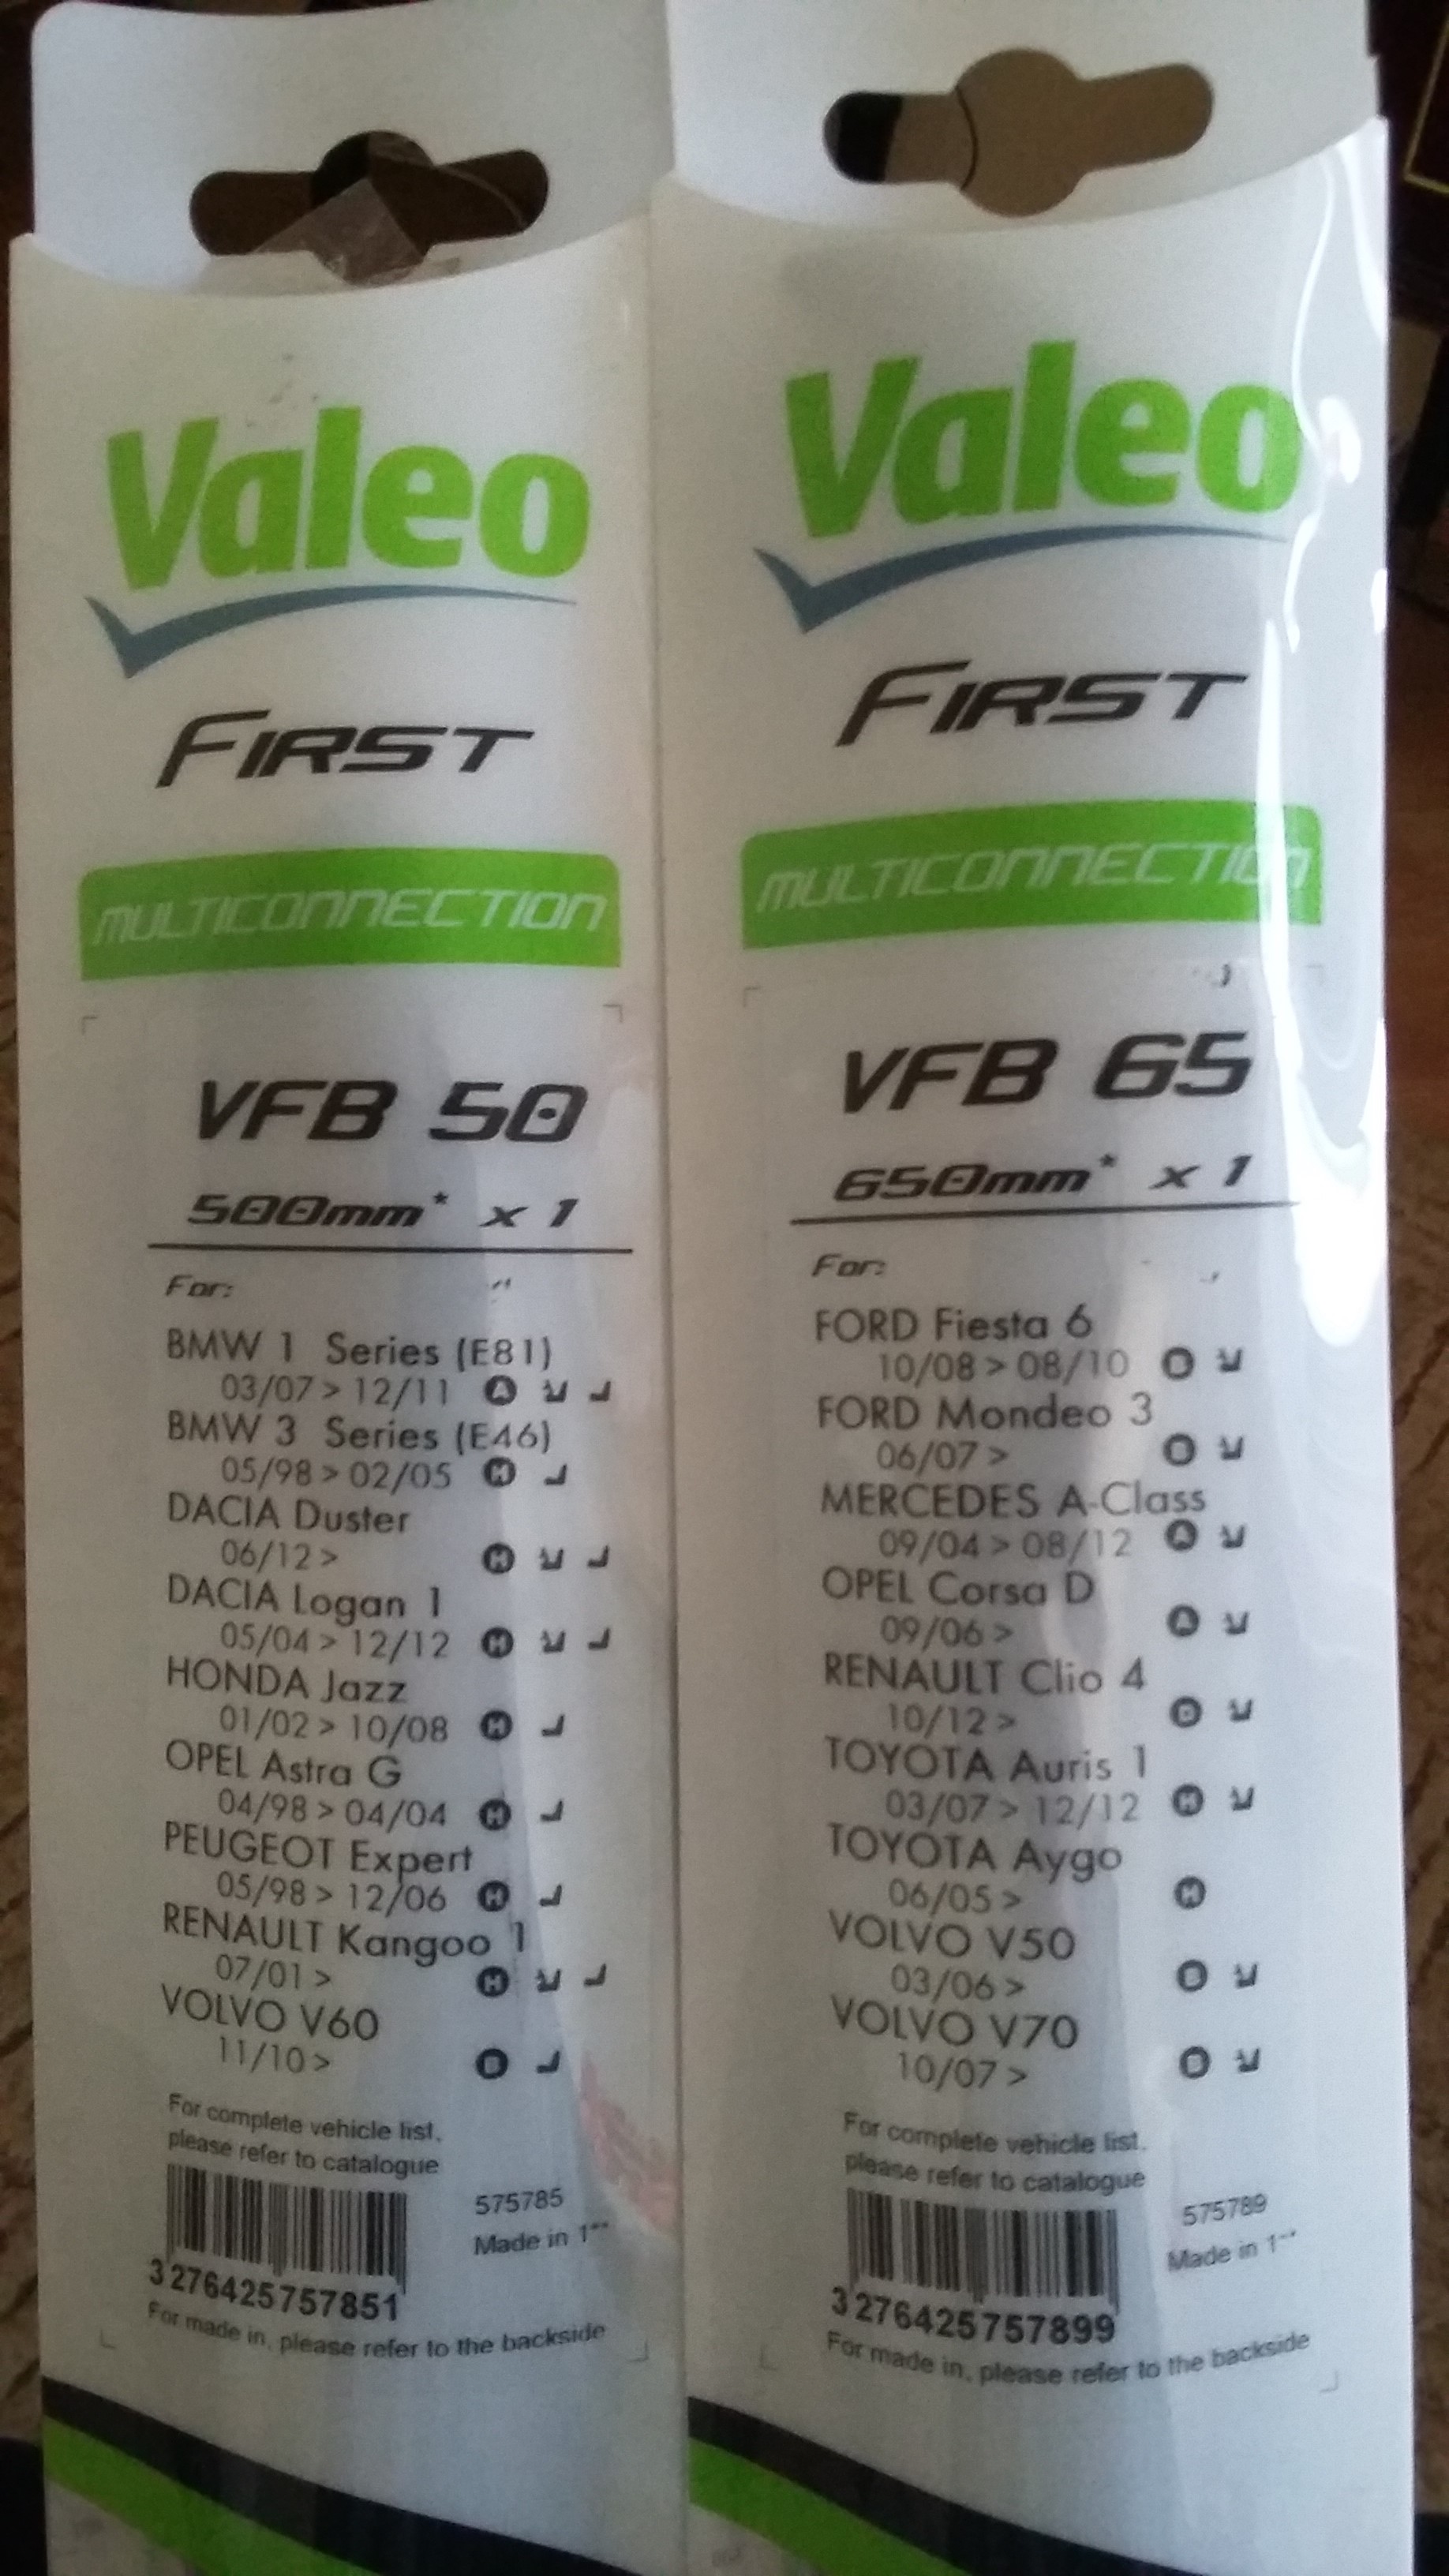 Valeo
FIRST
MULTICONNECTION
VFB 50
500mm* x 1
For:
BMW 1 Series (E81)
03/07 > 12/11 A
BMW 3 Series (E46)
05/98 > 02/05 H
DACIA Duster
06/12 > H
DACIA Logan 1
05/04 > 12/12 H
HONDA Jazz
01/02 > 10/08 H
OPEL Astra G
04/98 > 04/04 H
PEUGEOT Expert
05/98 > 12/06 H
RENAULT Kangoo 1
07/01 > H
VOLVO V60
11/10 > B
For complete vehicle list,
please refer to catalogue
575785
Made in 1**
3 276425 757851
For made in, please refer to the backside
Valeo
FIRST
MULTICONNECTION
VFB 65
650mm* x 1
For:
FORD Fiesta 6
10/08 > 08/10
FORD Mondeo 3
06/07 >
MERCEDES A-Class
09/04 > 08/12 A
OPEL Corsa D
09/06 > A
RENAULT Clio 4
10/12 >
TOYOTA Auris 1
03/07 > 12/12 H
TOYOTA Aygo
06/05 > H
VOLVO V50
03/06 >
VOLVO V70
10/07 >
For complete vehicle list,
please refer to catalogue
575789
Made in 1**
3 276425 757899
For made in, please refer to the backside